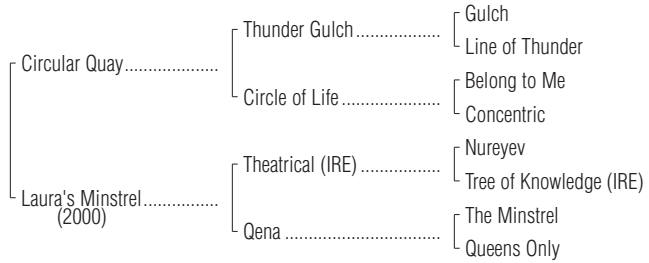 Gulch
Thunder Gulch...................
Line of Thunder
Circular Quay.....................
Belong to Me
Circle of Life......................
Concentric
Nureyev
Theatrical (IRE)..................
Tree of Knowledge (IRE)
Laura's Minstrel................
(2000)
The Minstrel
Qena...................................
Queens Only